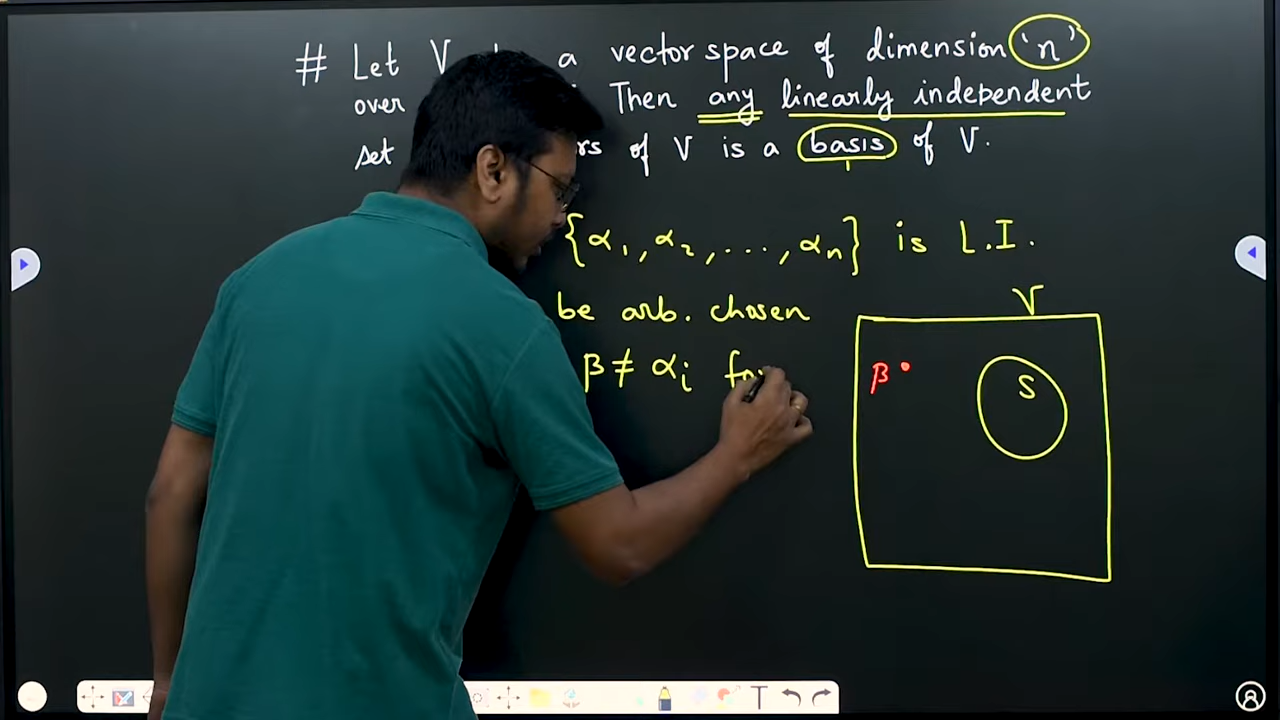 # Let V a vector space of dimension 'n'
over Then any linearly independent
set of V is a basis of V.
{α₁, α₂, ..., αₙ} is L.I.
be arb. chosen
β ≠ αᵢ
V
β
S
T